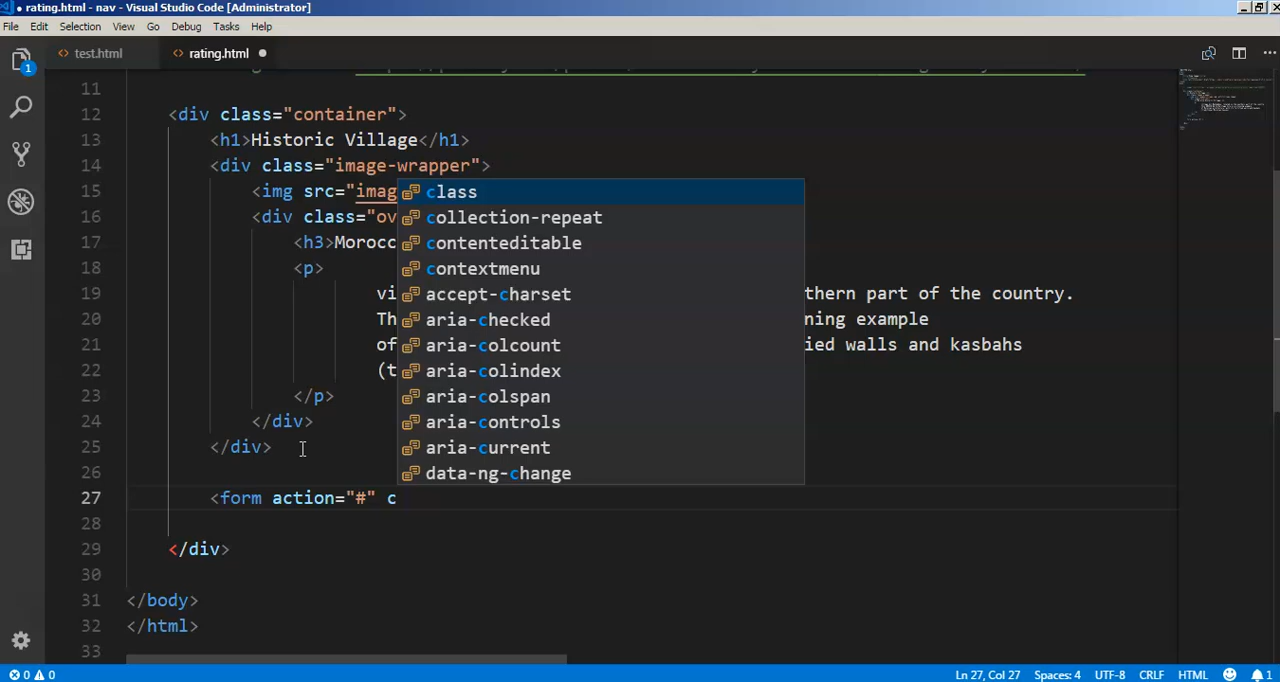 rating.html - nav - Visual Studio Code [Administrator]
File Edit Selection View Go Debug Tasks Help
1
test.html
rating.html
11
12 <div class="container">
13 <h1>Historic Village</h1>
14 <div class="image-wrapper">
15 <img src="imag
16 <div class="ov
17 <h3>Morocc
18 <p>
19 vi thern part of the country.
20 Th ning example
21 of ied walls and kasbahs
22 (t
23 </p>
24 </div>
25 </div>
26
27 <form action="#" c
28
29 </div>
30
31 </body>
32 </html>
33
class
collection-repeat
contenteditable
contextmenu
accept-charset
aria-checked
aria-colcount
aria-colindex
aria-colspan
aria-controls
aria-current
data-ng-change
0 0 Ln 27, Col 27 Spaces: 4 UTF-8 CRLF HTML 1